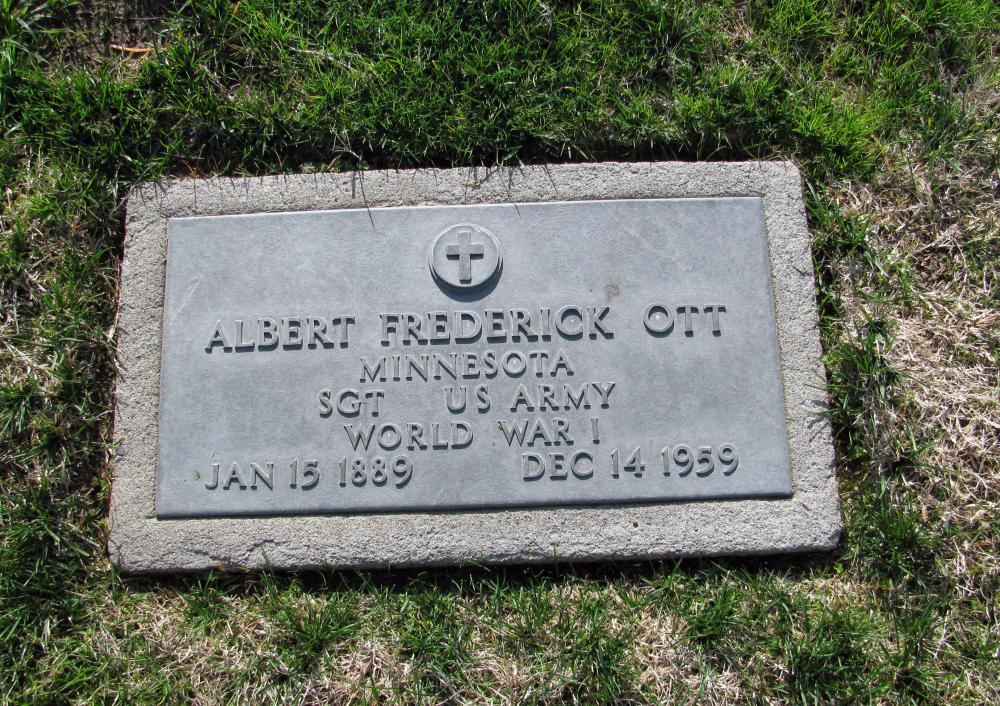 ALBERT FREDERICK OTT
MINNESOTA
SGT US ARMY
WORLD WAR I
JAN 15 1889 DEC 14 1959